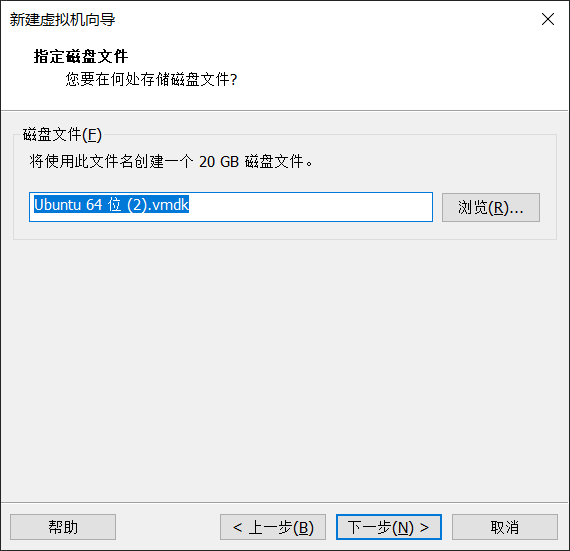 新建虚拟机向导
指定磁盘文件
您要在何处存储磁盘文件?
磁盘文件(F)
将使用此文件名创建一个 20 GB 磁盘文件。
Ubuntu 64 位 (2).vmdk
浏览(R)...
帮助
< 上一步(B)
下一步(N) >
取消